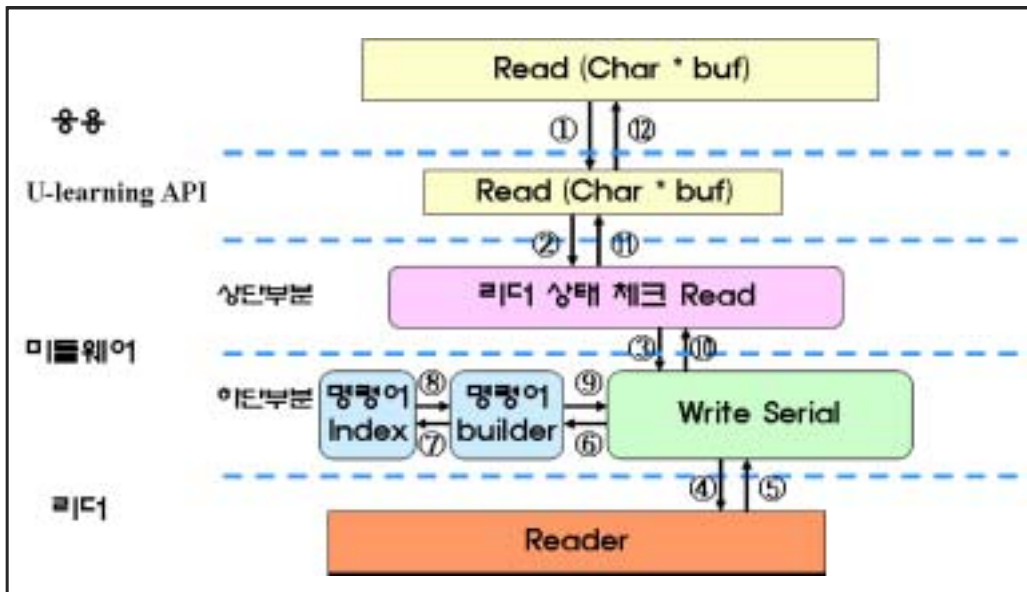 Read (Char * buf)
응용
① ⑫
U-learning API
Read (Char * buf)
② ⑪
상단부분
리더 상태 체크 Read
미들웨어
③ ⑩
하단부분
명령어
Index
⑧
⑦
명령어
builder
⑨
⑥
Write Serial
④ ⑤
리더
Reader